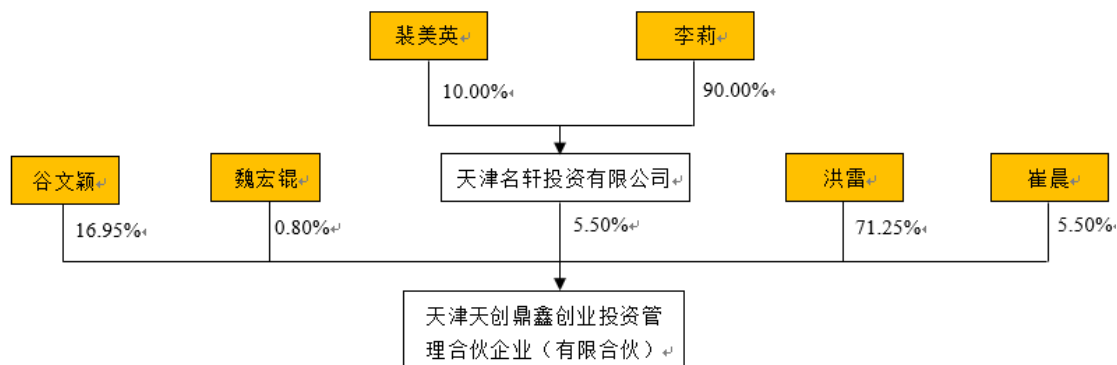 裴美英
李莉
10.00%
90.00%
谷文颖
魏宏锟
天津名轩投资有限公司
洪雷
崔晨
16.95%
0.80%
5.50%
71.25%
5.50%
天津天创鼎鑫创业投资管
理合伙企业（有限合伙）